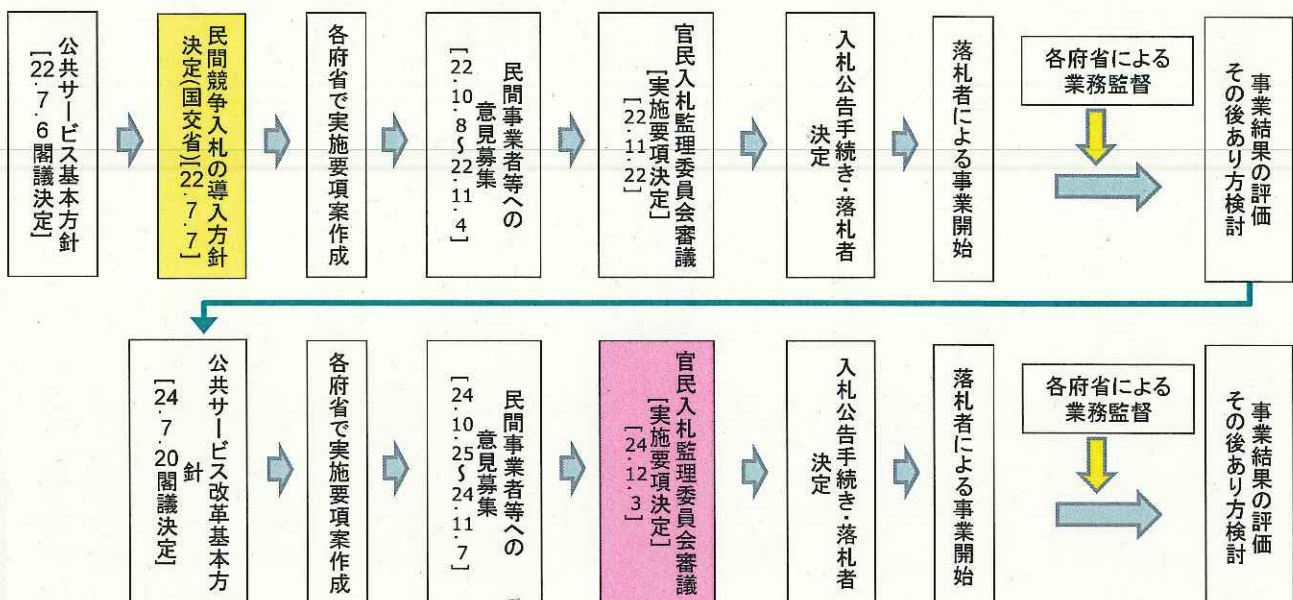 公共サービス基本方針
[22.7.6閣議決定]
民間競争入札の導入方針
決定(国交省)[22.7.7]
各府省で実施要項案作成
民間事業者等への
意見募集
[22.10.8~22.11.4]
官民入札監理委員会審議
[実施要項決定]
[22.11.22]
入札公告手続き・落札者
決定
落札者による事業開始
各府省による
業務監督
事業結果の評価
その後あり方検討
公共サービス改革基本方
針
[24.7.20閣議決定]
各府省で実施要項案作成
民間事業者等への
意見募集
[24.10.25~24.11.7]
官民入札監理委員会審議
[実施要項決定]
[24.12.3]
入札公告手続き・落札者
決定
落札者による事業開始
各府省による
業務監督
事業結果の評価
その後あり方検討